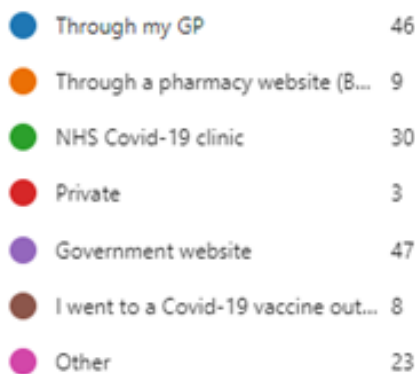 Through my GP 46
Through a pharmacy website (B... 9
NHS Covid-19 clinic 30
Private 3
Government website 47
I went to a Covid-19 vaccine out... 8
Other 23